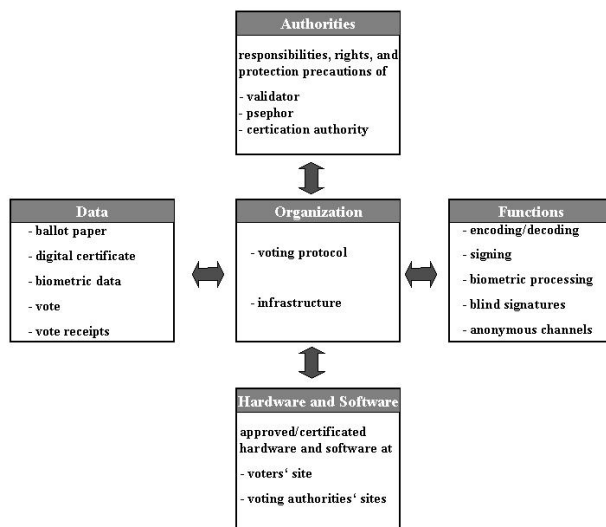 Authorities
responsibilities, rights, and
protection precautions of
- validator
- psephor
- certication authority
Data
- ballot paper
- digital certificate
- biometric data
- vote
- vote receipts
Organization
- voting protocol
- infrastructure
Functions
- encoding/decoding
- signing
- biometric processing
- blind signatures
- anonymous channels
Hardware and Software
approved/certificated
hardware and software at
- voters‘ site
- voting authorities‘ sites